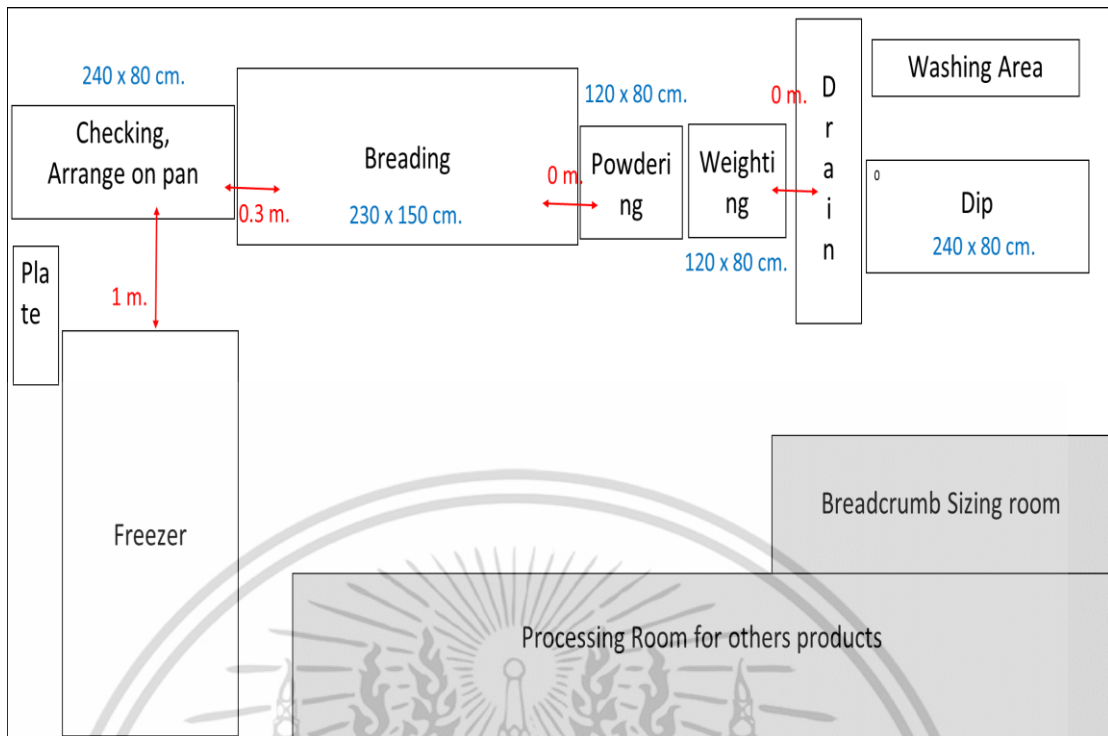 240 x 80 cm.
Checking,
Arrange on pan
0.3 m.
Breading
230 x 150 cm.
0 m.
120 x 80 cm.
Powderi
ng
Weighti
ng
120 x 80 cm.
0 m.
D
r
a
i
n
Washing Area
0
Dip
240 x 80 cm.
Pla
te
1 m.
Freezer
Breadcrumb Sizing room
Processing Room for others products